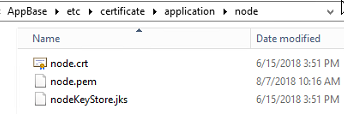 AppBase › etc › certificate › application › node
Name Date modified
node.crt 6/15/2018 3:51 PM
node.pem 8/7/2018 10:16 AM
nodeKeyStore.jks 6/15/2018 3:51 PM